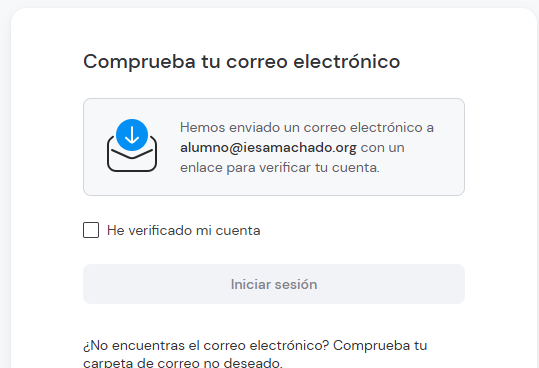 Comprueba tu correo electrónico
Hemos enviado un correo electrónico a
alumno@iesamachado.org con un
enlace para verificar tu cuenta.
He verificado mi cuenta
Iniciar sesión
¿No encuentras el correo electrónico? Comprueba tu
carpeta de correo no deseado.